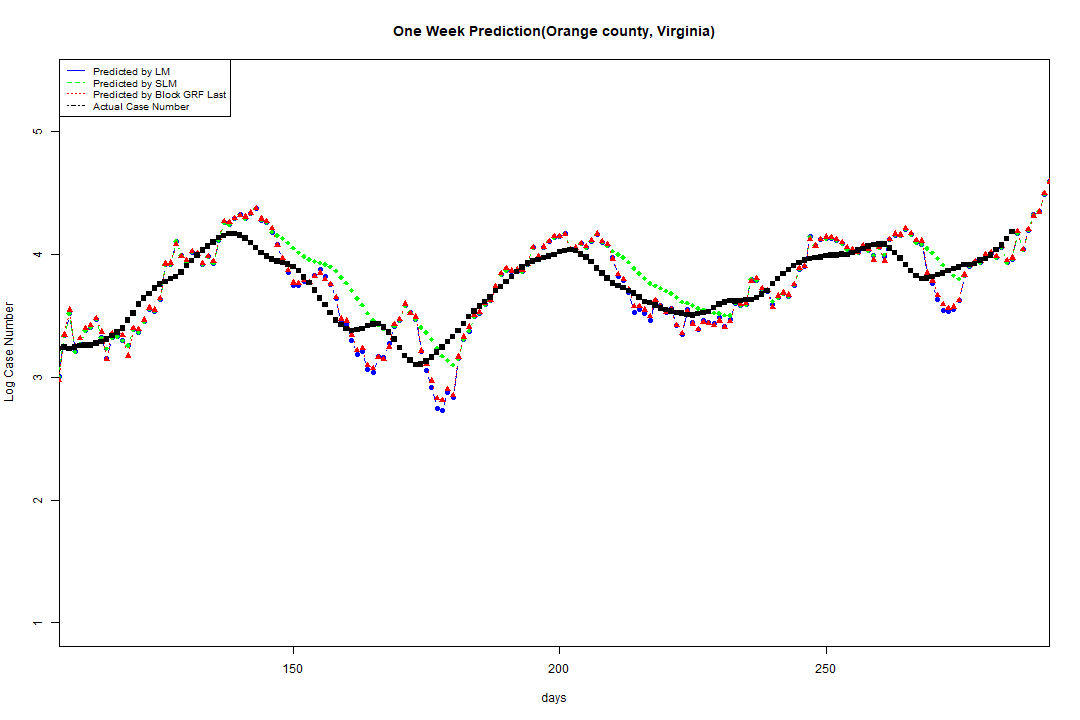 One Week Prediction(Orange county, Virginia)
Predicted by LM
Predicted by SLM
Predicted by Block GRF Last
Actual Case Number
5
4
3
2
1
Log Case Number
150 200 250
days